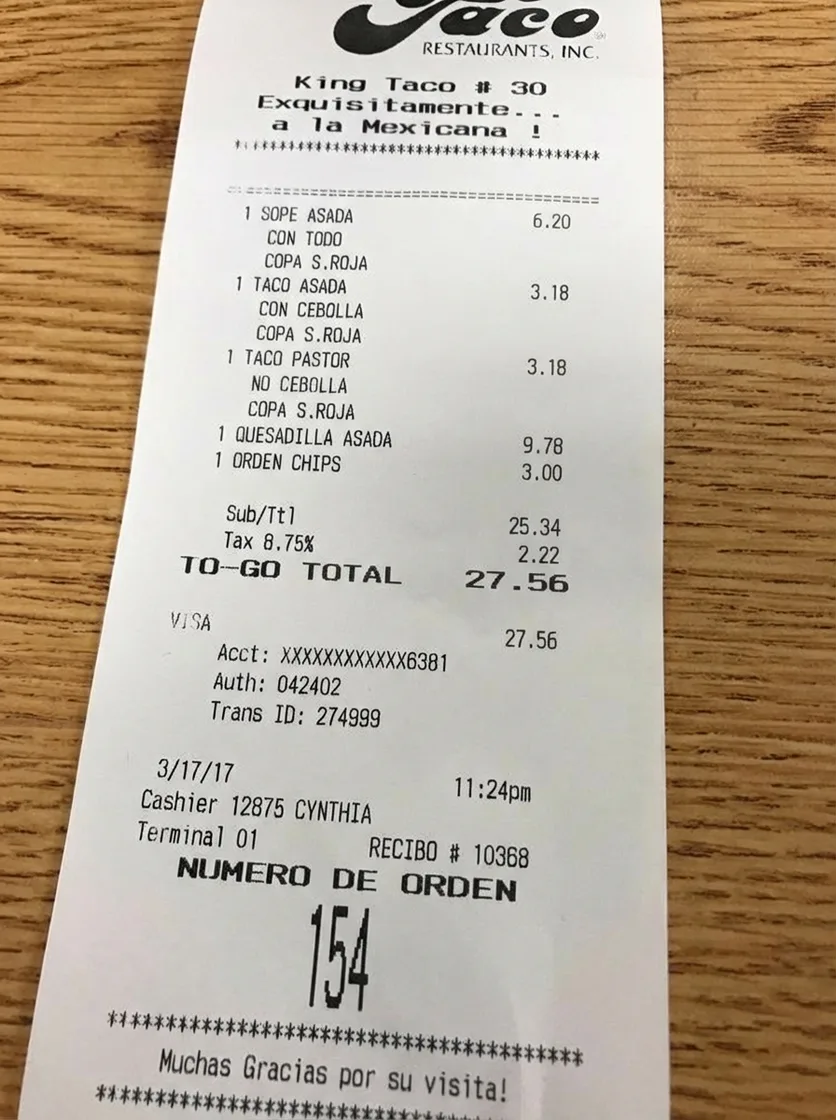 Taco
RESTAURANTS, INC.
King Taco # 30
Exquisitamente...
a la Mexicana !
****************************************
========================================
1 SOPE ASADA 6.20
CON TODO
COPA S.ROJA
1 TACO ASADA 3.18
CON CEBOLLA
COPA S.ROJA
1 TACO PASTOR 3.18
NO CEBOLLA
COPA S.ROJA
1 QUESADILLA ASADA 9.78
1 ORDEN CHIPS 3.00
Sub/Ttl 25.34
Tax 8.75% 2.22
TO-GO TOTAL 27.56
VISA 27.56
Acct: XXXXXXXXXXXX6381
Auth: 042402
Trans ID: 274999
3/17/17 11:24pm
Cashier 12875 CYNTHIA
Terminal 01 RECIBO # 10368
NUMERO DE ORDEN
154
****************************************
Muchas Gracias por su visita!
****************************************